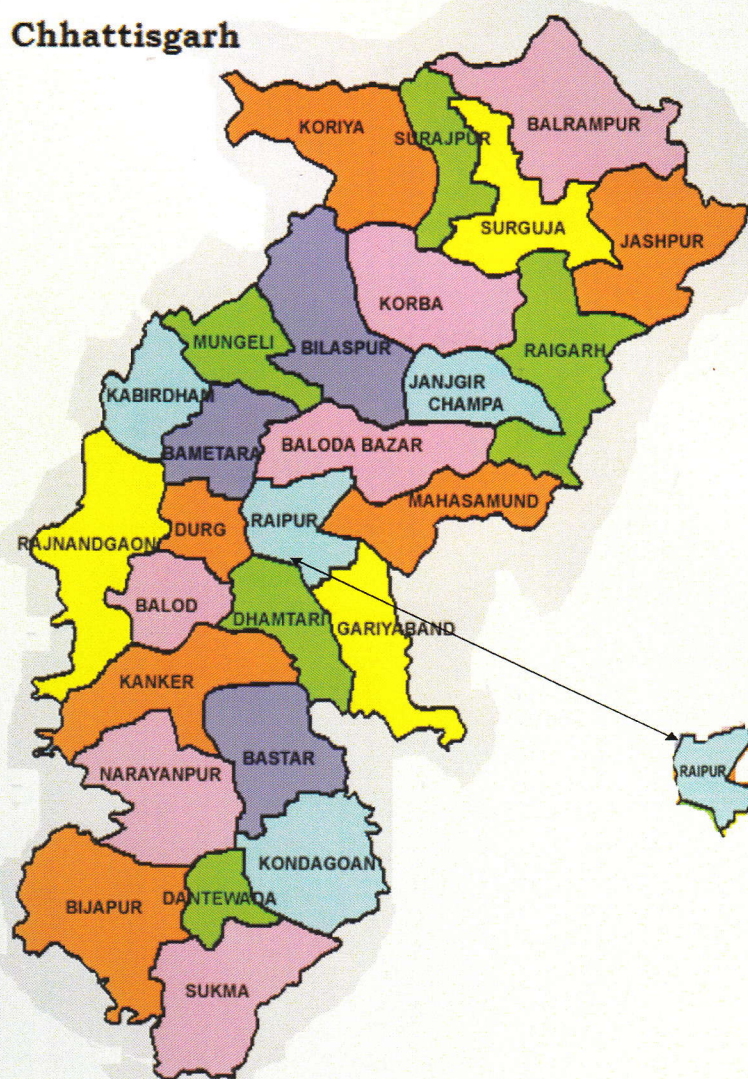 Chhattisgarh
KORIYA
SURAJPUR
BALRAMPUR
SURGUJA
JASHPUR
KORBA
MUNGELI
BILASPUR
RAIGARH
KABIRDHAM
JANJGIR
CHAMPA
BAMETARA
BALODA BAZAR
MAHASAMUND
RAJNANDGAON
DURG
RAIPUR
BALOD
DHAMTARI
GARIYABAND
KANKER
BASTAR
NARAYANPUR
RAIPUR
KONDAGOAN
DANTEWADA
BIJAPUR
SUKMA